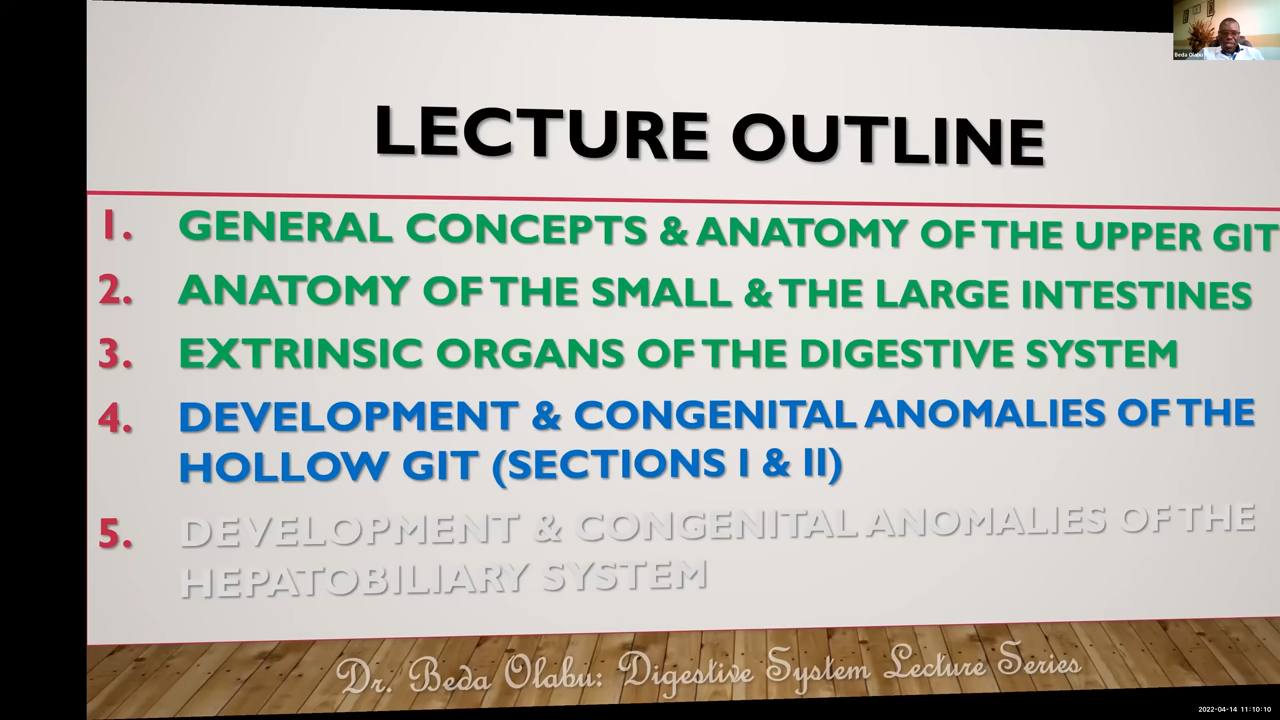 Beda Olabu
LECTURE OUTLINE
1. GENERAL CONCEPTS & ANATOMY OF THE UPPER GIT
2. ANATOMY OF THE SMALL & THE LARGE INTESTINES
3. EXTRINSIC ORGANS OF THE DIGESTIVE SYSTEM
4. DEVELOPMENT & CONGENITAL ANOMALIES OF THE
HOLLOW GIT (SECTIONS I & II)
5. DEVELOPMENT & CONGENITAL ANOMALIES OF THE
HEPATOBILIARY SYSTEM
Dr. Beda Olabu: Digestive System Lecture Series
2022-04-14 11:10:10